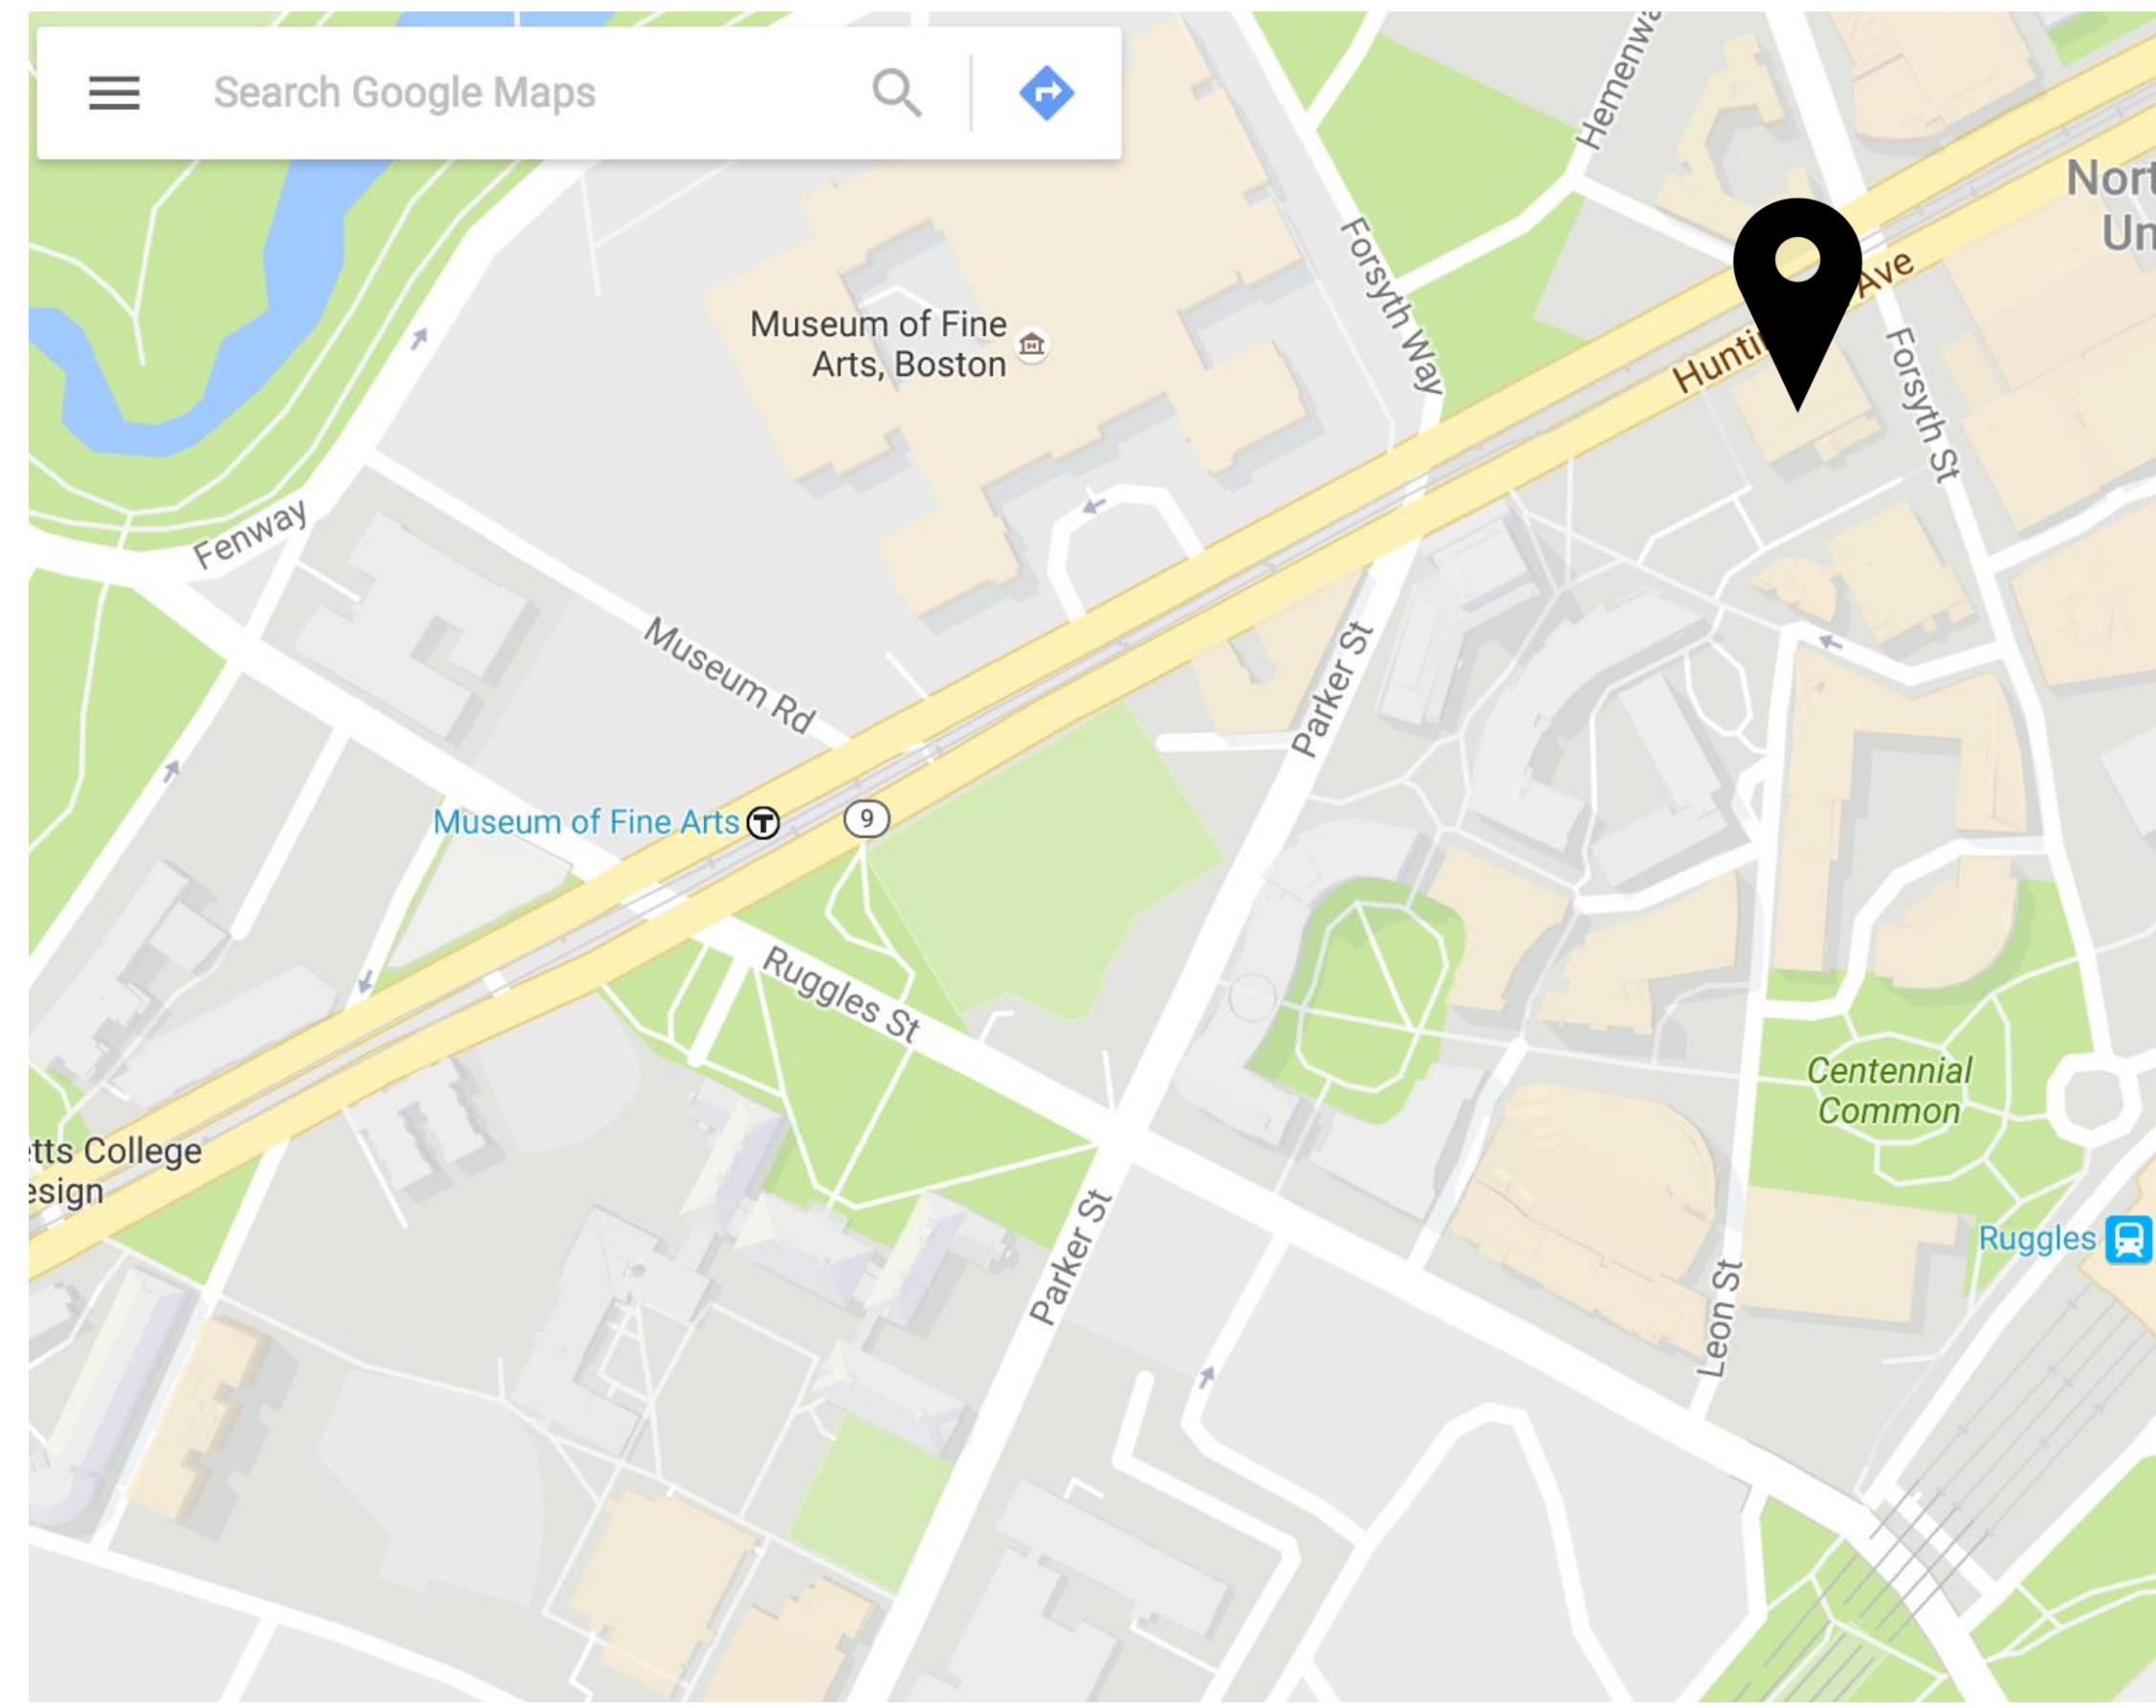 Search Google Maps
Hemenwa
Nort
Un
Forsyth Way
Ave
Hunti
Museum of Fine
Arts, Boston
Forsyth St
Fenway
Museum Rd
Parker St
Museum of Fine Arts T
9
Ruggles St
Centennial
Common
tts College
esign
Parker St
Ruggles
Leon St